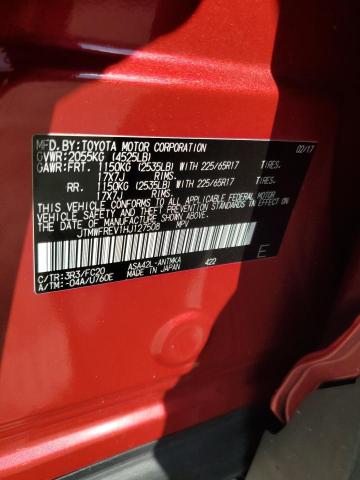 MFD.BY:TOYOTA MOTOR CORPORATION 02/17
GVWR:2055KG (4525LB)
GAWR:FRT. 1150KG (2535LB) WITH 225/65R17 TIRES.
17X7J RIMS.
RR. 1150KG (2535LB) WITH 225/65R17 TIRES.
17X7J RIMS.
THIS VEHICLE CONFORMS TO ALL APPLICABLE FEDERAL MOTOR
VEHICLE SAFETY, BUMPER, AND THEFT PREVENTION STANDARDS IN
EFFECT ON THE DATE OF MANUFACTURE SHOWN ABOVE.
JTMWFREV1HJ127508 MPV
E
C/TR:3R3/FC20 ASA42L-ANTMKA 422
A/TM:-04A/U760E MADE IN JAPAN